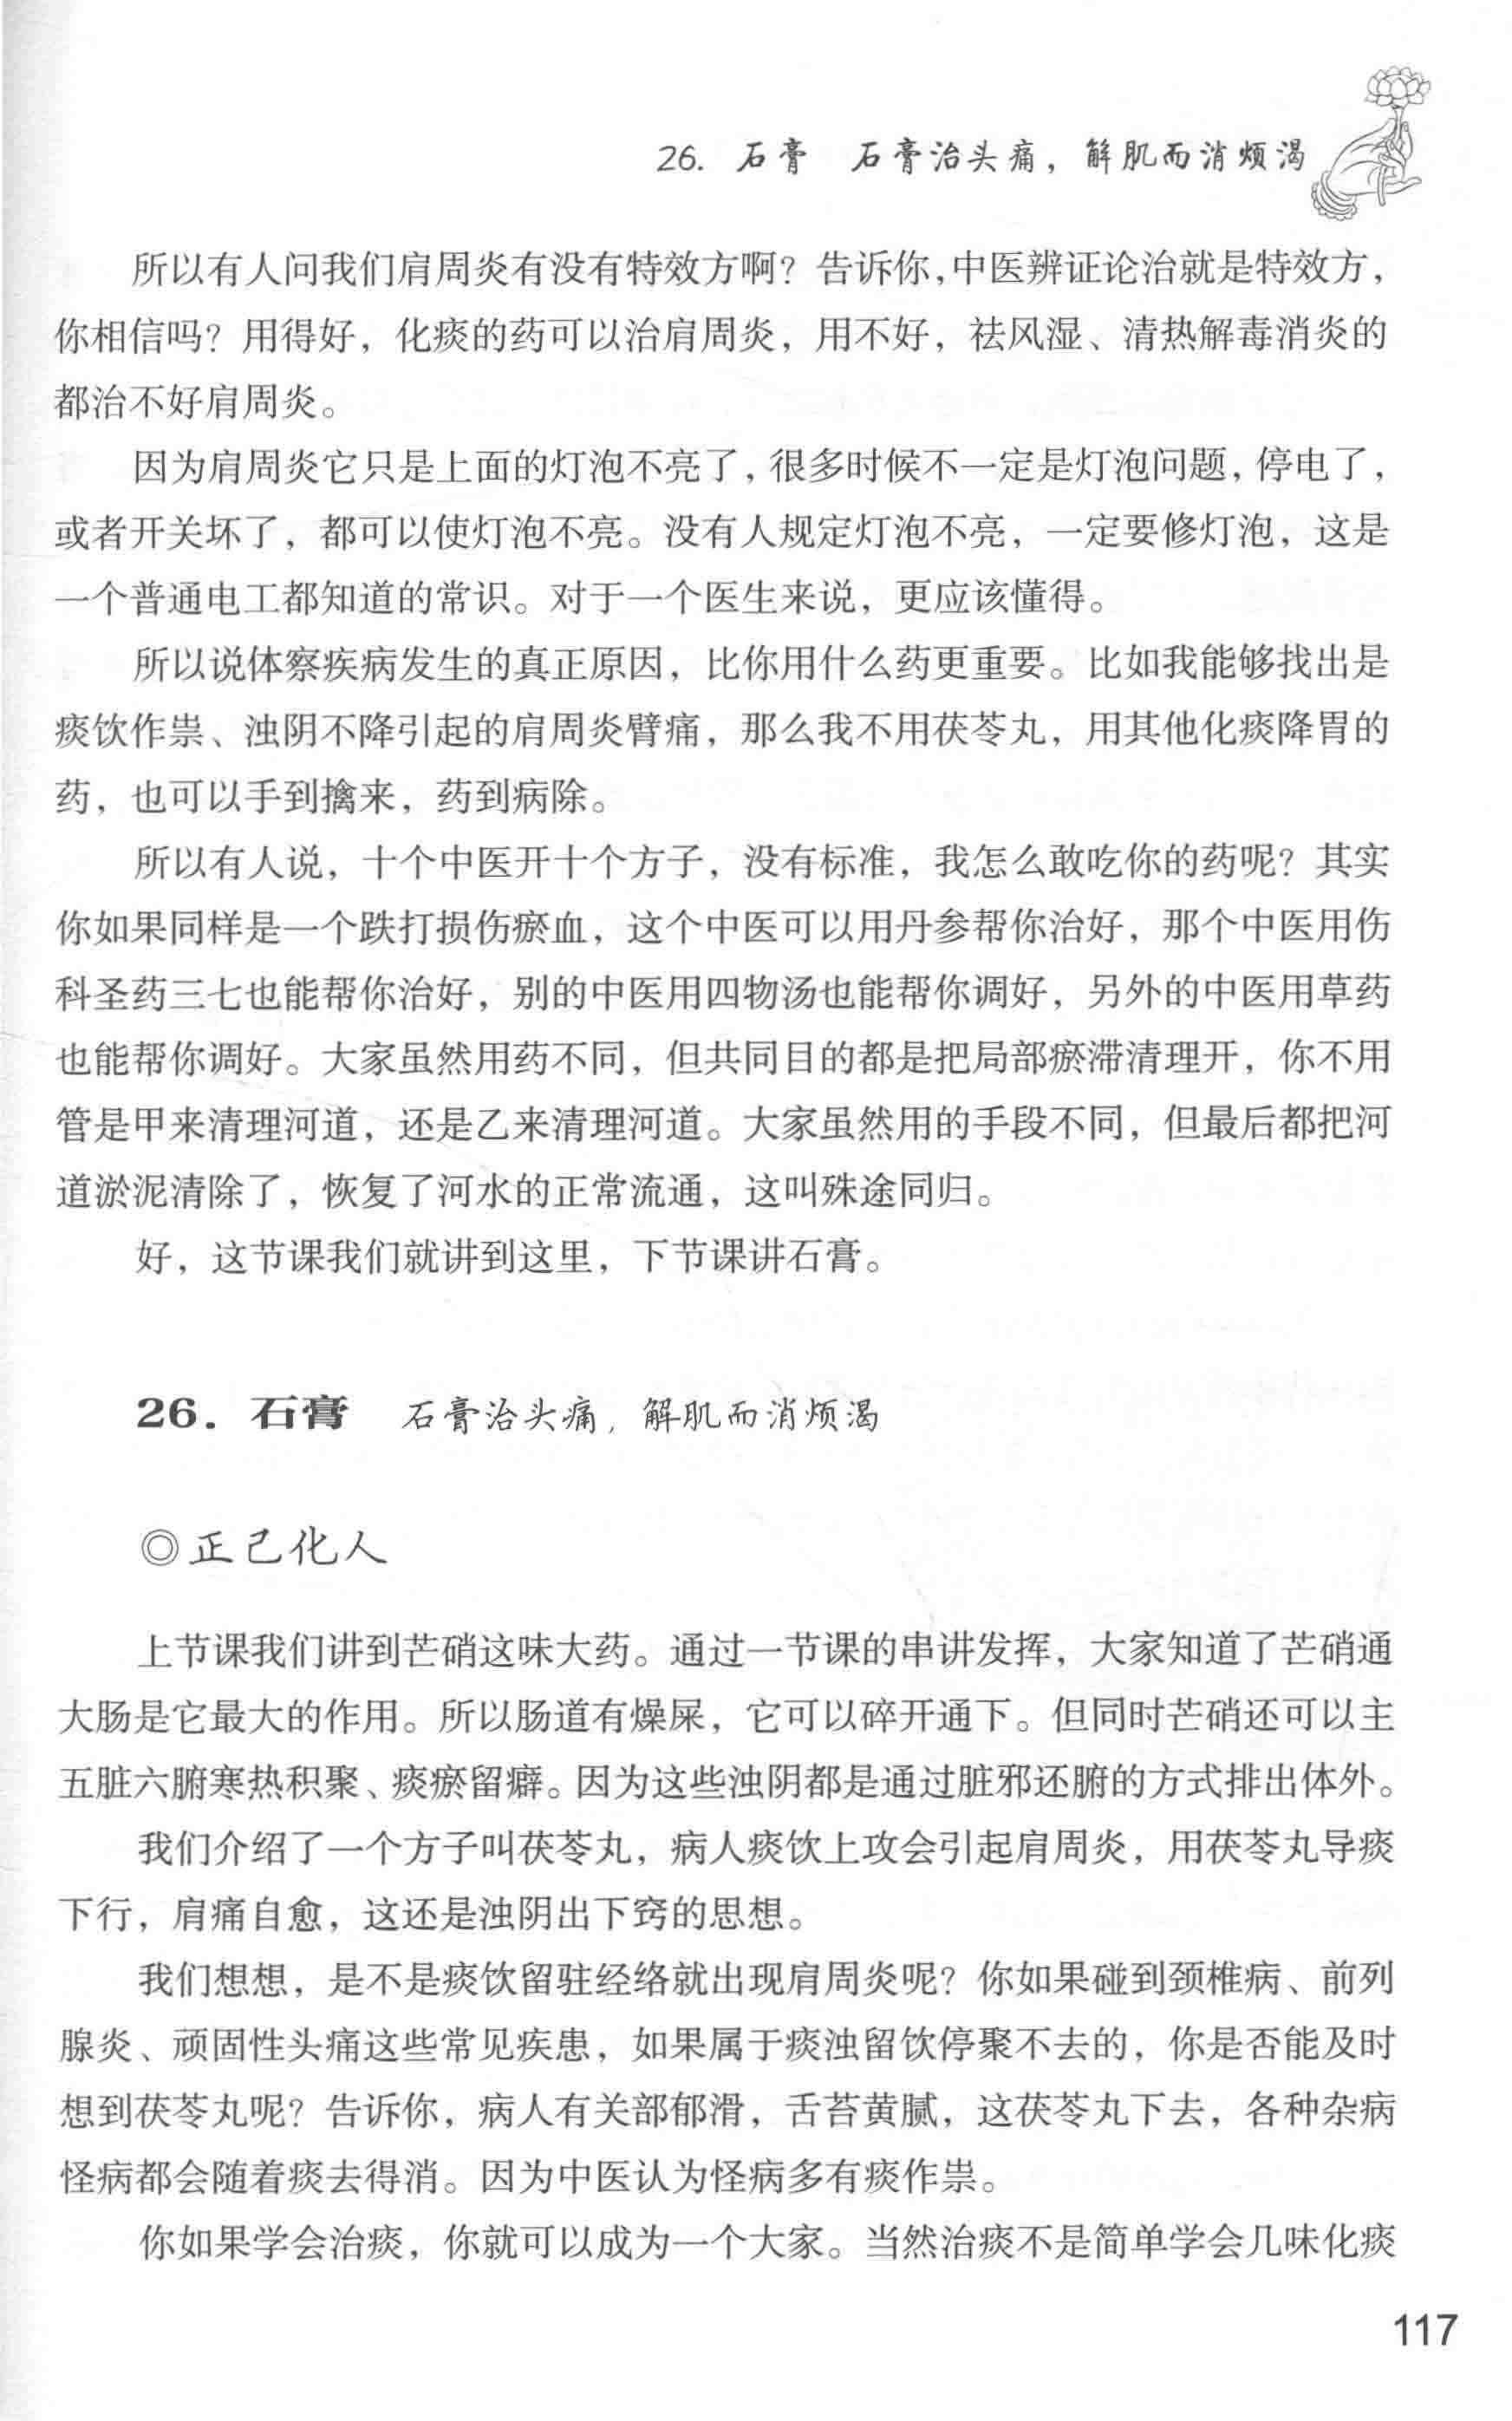 26. 石膏　石膏治头痛，解肌而消烦渴
所以有人问我们肩周炎有没有特效方啊？告诉你，中医辨证论治就是特效方，
你相信吗？用得好，化痰的药可以治肩周炎，用不好，祛风湿、清热解毒消炎的
都治不好肩周炎。
因为肩周炎它只是上面的灯泡不亮了，很多时候不一定是灯泡问题，停电了，
或者开关坏了，都可以使灯泡不亮。没有人规定灯泡不亮，一定要修灯泡，这是
一个普通电工都知道的常识。对于一个医生来说，更应该懂得。
所以说体察疾病发生的真正原因，比你用什么药更重要。比如我能够找出是
痰饮作祟、浊阴不降引起的肩周炎臂痛，那么我不用茯苓丸，用其他化痰降胃的
药，也可以手到擒来，药到病除。
所以有人说，十个中医开十个方子，没有标准，我怎么敢吃你的药呢？其实
你如果同样是一个跌打损伤瘀血，这个中医可以用丹参帮你治好，那个中医用伤
科圣药三七也能帮你治好，别的中医用四物汤也能帮你调好，另外的中医用草药
也能帮你调好。大家虽然用药不同，但共同目的都是把局部瘀滞清理开，你不用
管是甲来清理河道，还是乙来清理河道。大家虽然用的手段不同，但最后都把河
道淤泥清除了，恢复了河水的正常流通，这叫殊途同归。
好，这节课我们就讲到这里，下节课讲石膏。
26. 石膏　石膏治头痛，解肌而消烦渴
◎正己化人
上节课我们讲到芒硝这味大药。通过一节课的串讲发挥，大家知道了芒硝通
大肠是它最大的作用。所以肠道有燥屎，它可以碎开通下。但同时芒硝还可以主
五脏六腑寒热积聚、痰瘀留癖。因为这些浊阴都是通过脏邪还腑的方式排出体外。
我们介绍了一个方子叫茯苓丸，病人痰饮上攻会引起肩周炎，用茯苓丸导痰
下行，肩痛自愈，这还是浊阴出下窍的思想。
我们想想，是不是痰饮留驻经络就出现肩周炎呢？你如果碰到颈椎病、前列
腺炎、顽固性头痛这些常见疾患，如果属于痰浊留饮停聚不去的，你是否能及时
想到茯苓丸呢？告诉你，病人有关部郁滑，舌苔黄腻，这茯苓丸下去，各种杂病
怪病都会随着痰去得消。因为中医认为怪病多有痰作祟。
你如果学会治痰，你就可以成为一个大家。当然治痰不是简单学会几味化痰
117